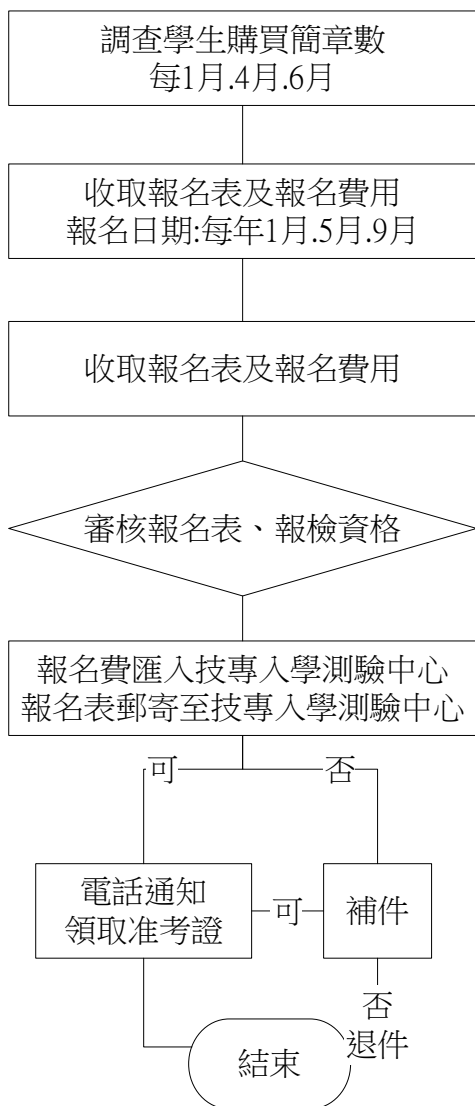 調查學生購買簡章數
每1月.4月.6月
收取報名表及報名費用
報名日期:每年1月.5月.9月
收取報名表及報名費用
審核報名表、報檢資格
報名費匯入技專入學測驗中心
報名表郵寄至技專入學測驗中心
可
否
電話通知
領取准考證
可
補件
否
退件
結束